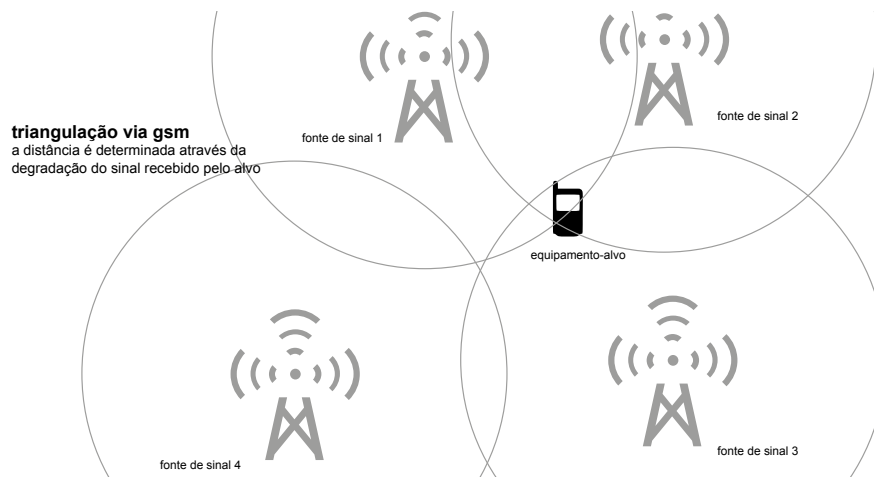 fonte de sinal 2
triangulação via gsm
fonte de sinal 1
a distância é determinada através da
degradação do sinal recebido pelo alvo
equipamento-alvo
fonte de sinal 3
fonte de sinal 4